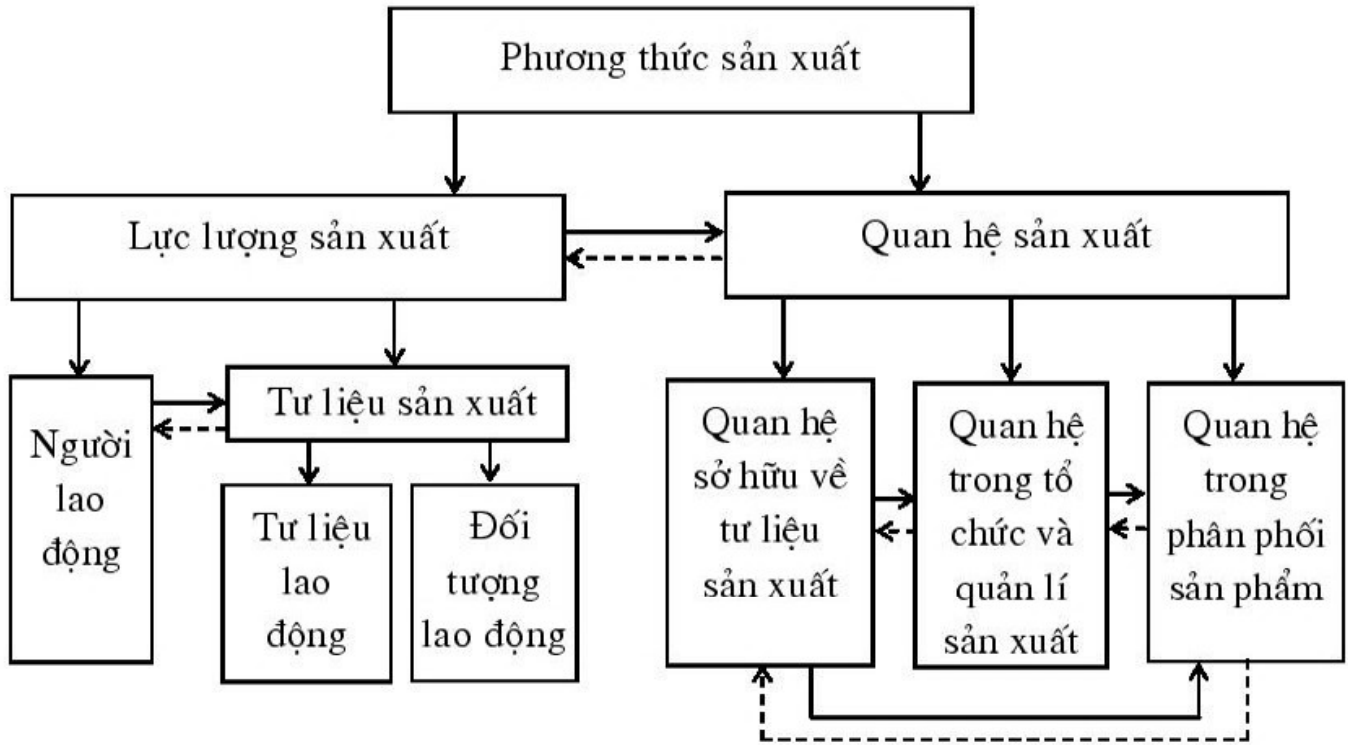 Phương thức sản xuất
Lực lượng sản xuất
Quan hệ sản xuất
Người
lao
động
Tư liệu sản xuất
Tư liệu
lao
động
Đối
tượng
lao động
Quan hệ
sở hữu về
tư liệu
sản xuất
Quan hệ
trong tổ
chức và
quản lí
sản xuất
Quan hệ
trong
phân phối
sản phẩm